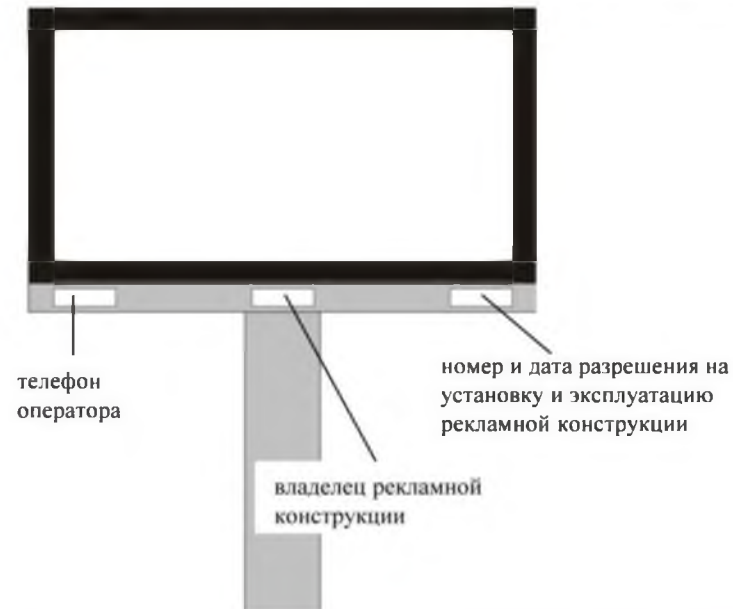 телефон
оператора
номер и дата разрешения на
установку и эксплуатацию
рекламной конструкции
владелец рекламной
конструкции